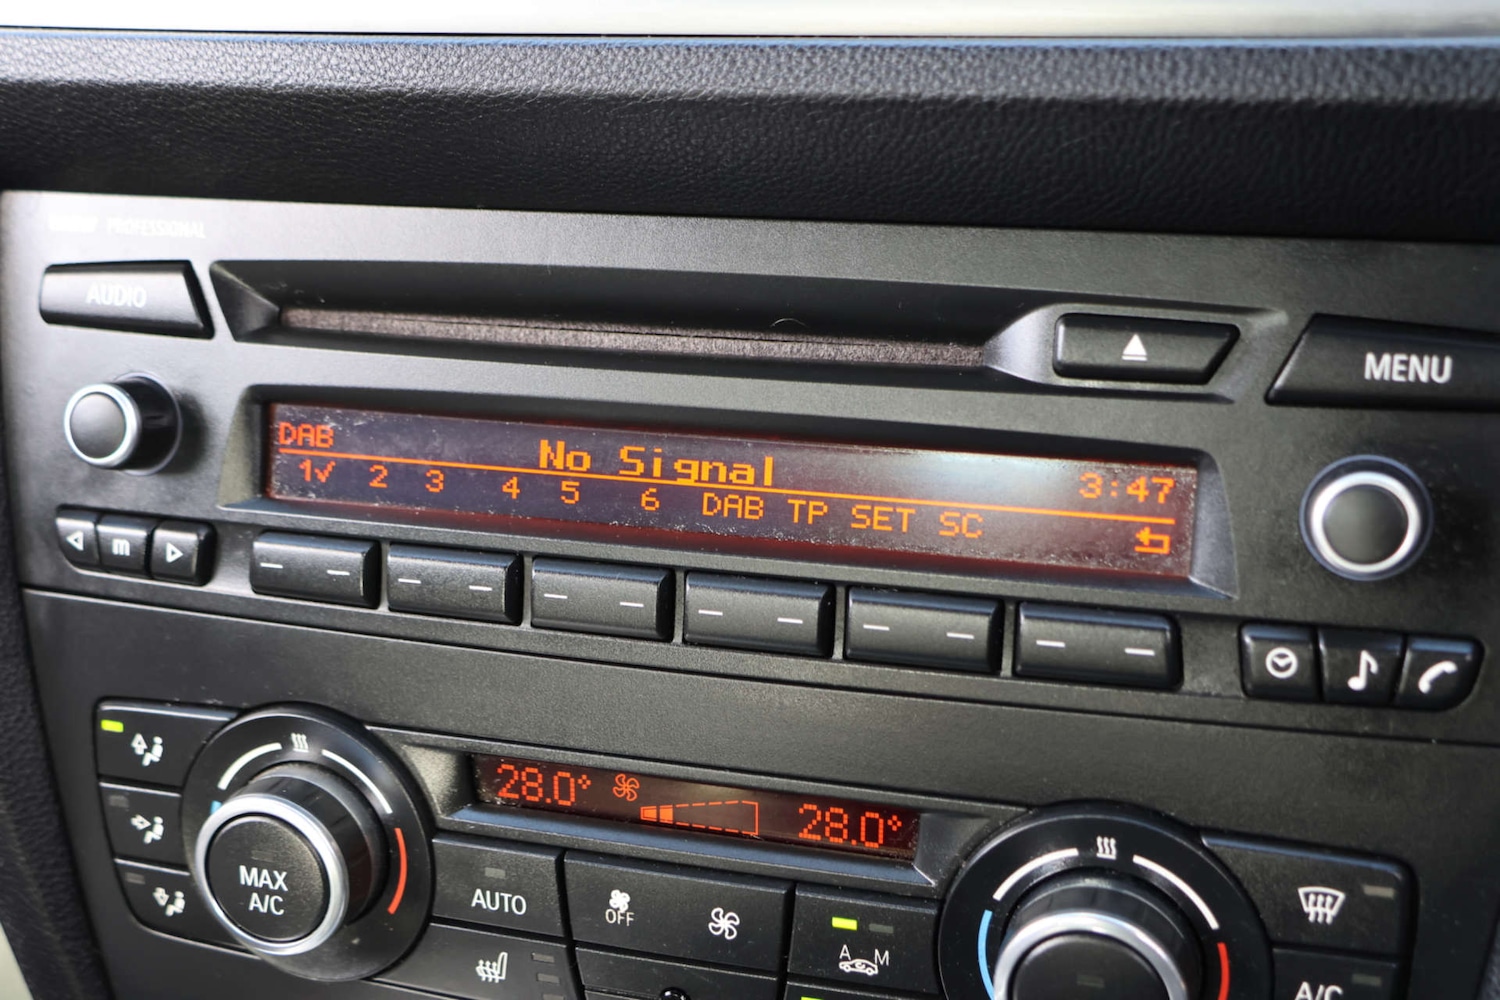 PROFESSIONAL
AUDIO
MENU
DAB No Signal 3:47
1✓ 2 3 4 5 6 DAB TP SET SC
m
28.0° 28.0°
MAX
A/C
AUTO
OFF
A M
A/C